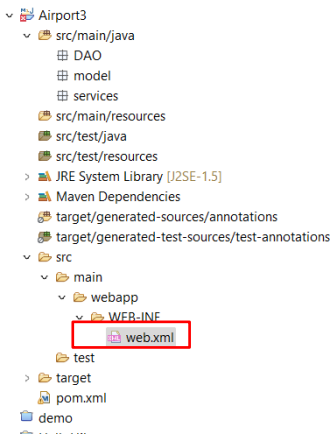 Airport3
src/main/java
DAO
model
services
src/main/resources
src/test/java
src/test/resources
JRE System Library [J2SE-1.5]
Maven Dependencies
target/generated-sources/annotations
target/generated-test-sources/test-annotations
src
main
webapp
WEB-INF
web.xml
test
target
pom.xml
demo